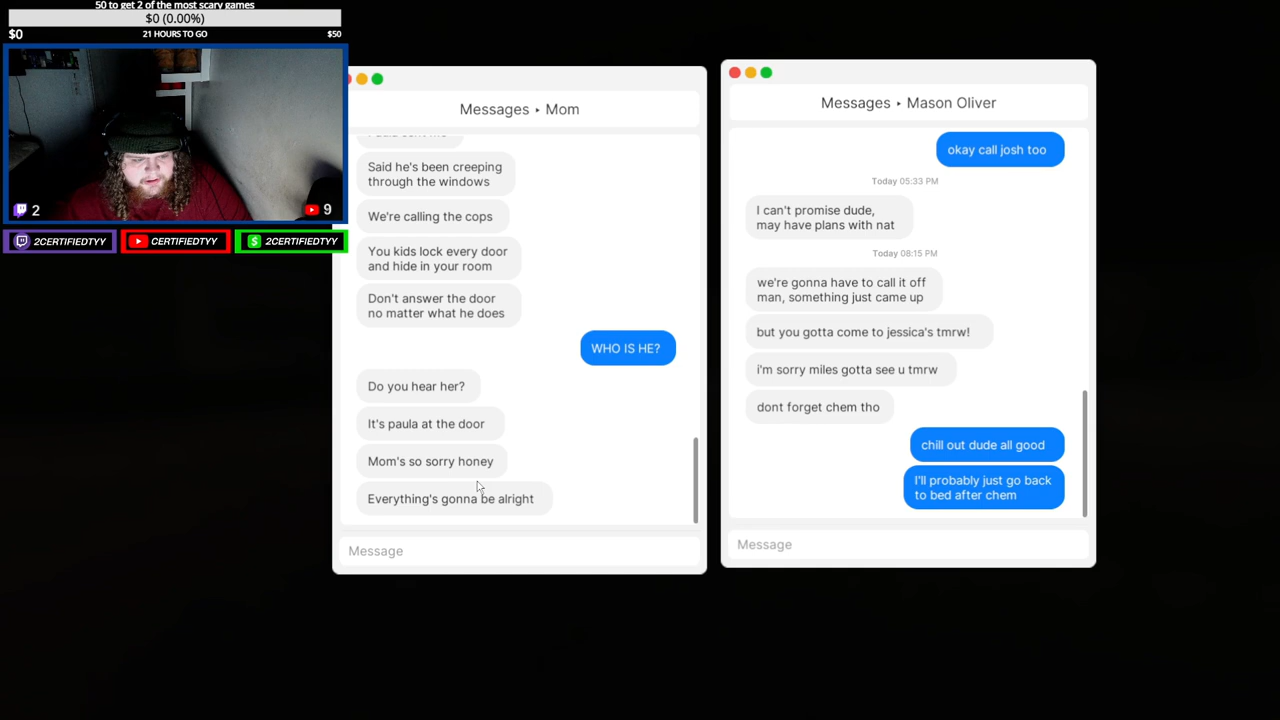 50 to get 2 of the most scary games
$0 (0.00%)
$0
21 HOURS TO GO
$50
2
9
2CERTIFIEDTYY
CERTIFIEDTYY
$
2CERTIFIEDTYY
Messages ‣ Mom
Said he's been creeping
through the windows
We're calling the cops
You kids lock every door
and hide in your room
Don't answer the door
no matter what he does
WHO IS HE?
Do you hear her?
It's paula at the door
Mom's so sorry honey
Everything's gonna be alright
Message
Messages ‣ Mason Oliver
okay call josh too
Today 05:33 PM
I can't promise dude,
may have plans with nat
Today 08:15 PM
we're gonna have to call it off
man, something just came up
but you gotta come to jessica's tmrw!
i'm sorry miles gotta see u tmrw
dont forget chem tho
chill out dude all good
I'll probably just go back
to bed after chem
Message